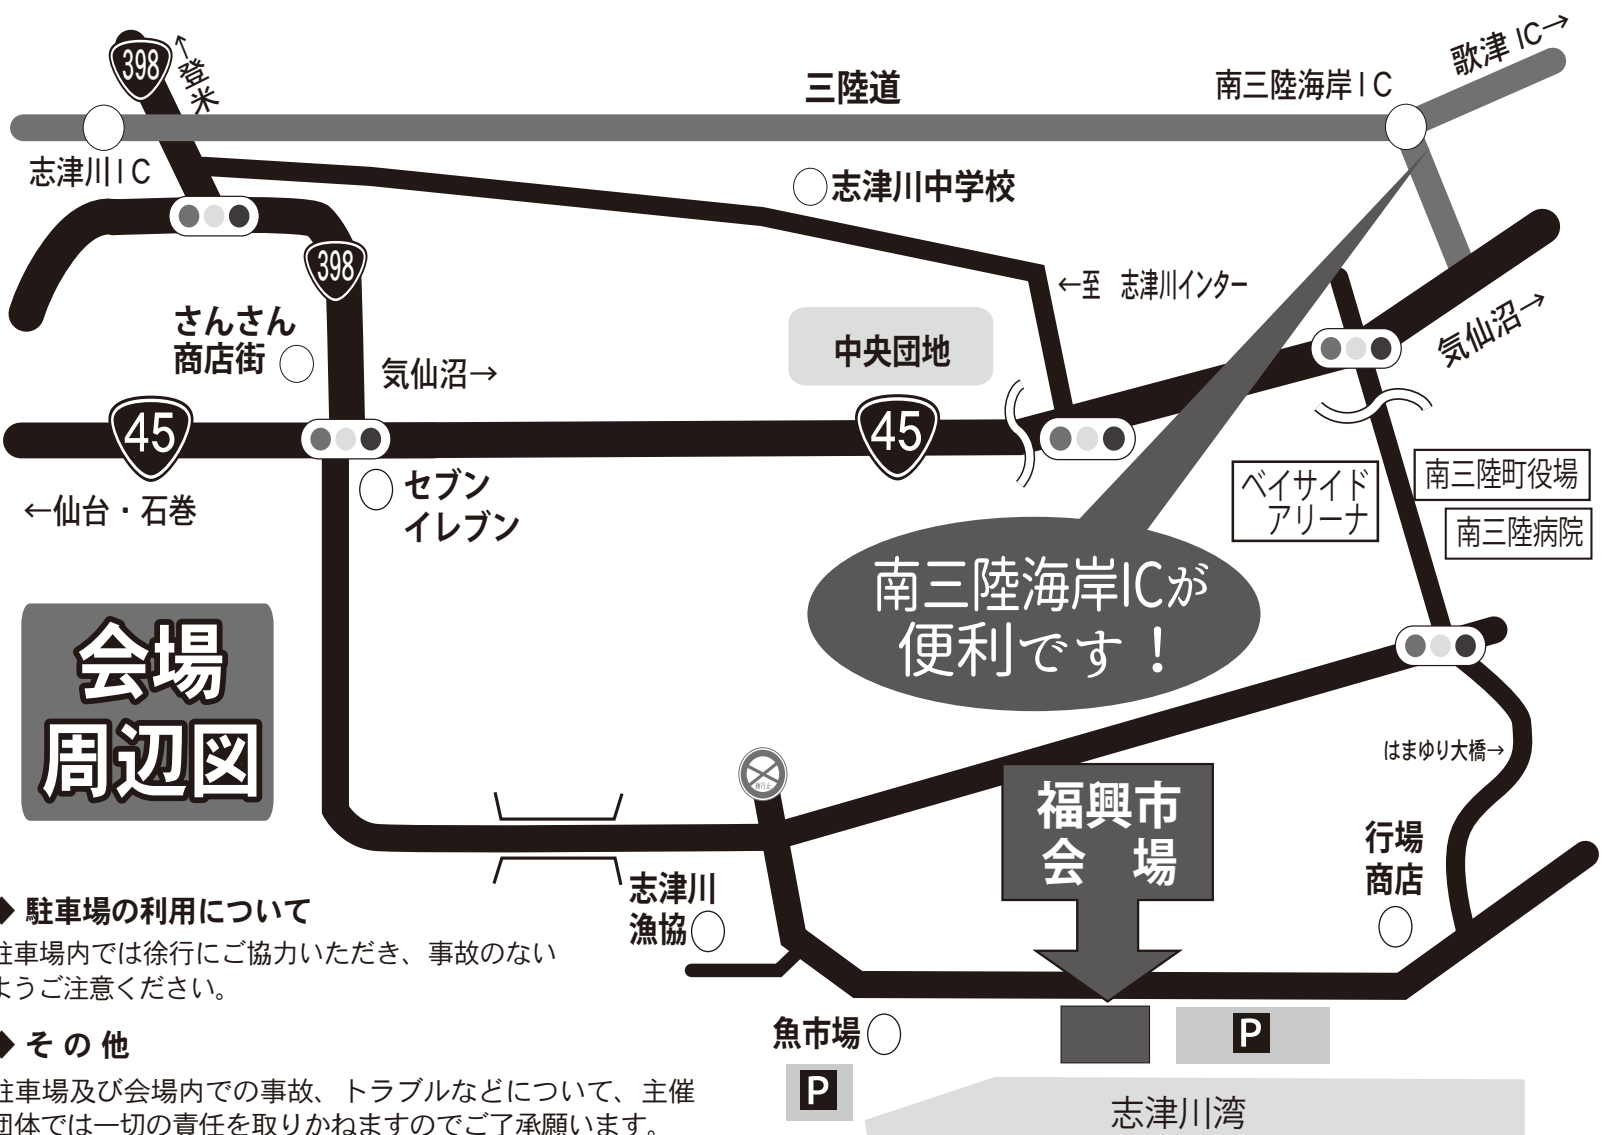 398
←登米
三陸道
南三陸海岸IC
歌津 IC→
志津川IC
志津川中学校
398
←至 志津川インター
さんさん
商店街
気仙沼→
中央団地
気仙沼→
45
45
←仙台・石巻
セブン
イレブン
ベイサイド
アリーナ
南三陸町役場
南三陸病院
南三陸海岸ICが
便利です!
会場
周辺図
はまゆり大橋→
福興市
会 場
行場
商店
志津川
漁協
◆ 駐車場の利用について
駐車場内では徐行にご協力いただき、事故のない
ようご注意ください。
◆ そ の 他
駐車場及び会場内での事故、トラブルなどについて、主催
団体では一切の責任を取りかねますのでご了承願います。
魚市場
P
P
志津川湾